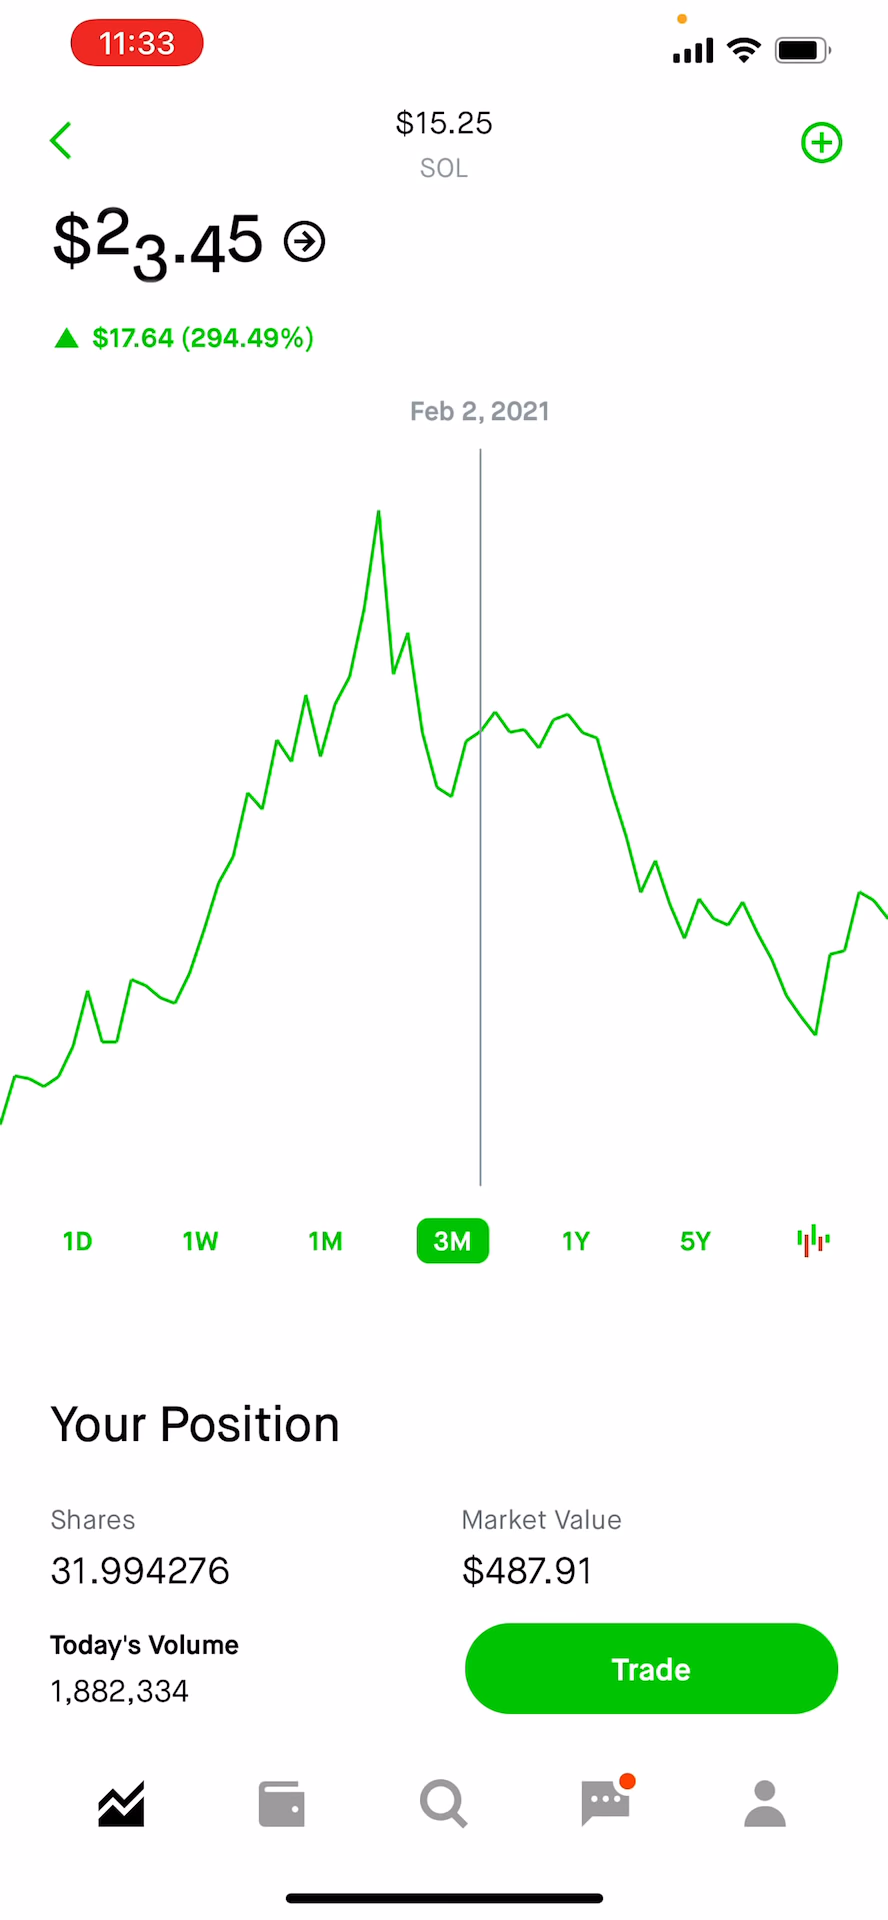 11:33
$15.25
SOL
$23.45
$17.64 (294.49%)
Feb 2, 2021
1D 1W 1M 3M 1Y 5Y
Your Position
Shares Market Value
31.994276 $487.91
Today's Volume
1,882,334
Trade